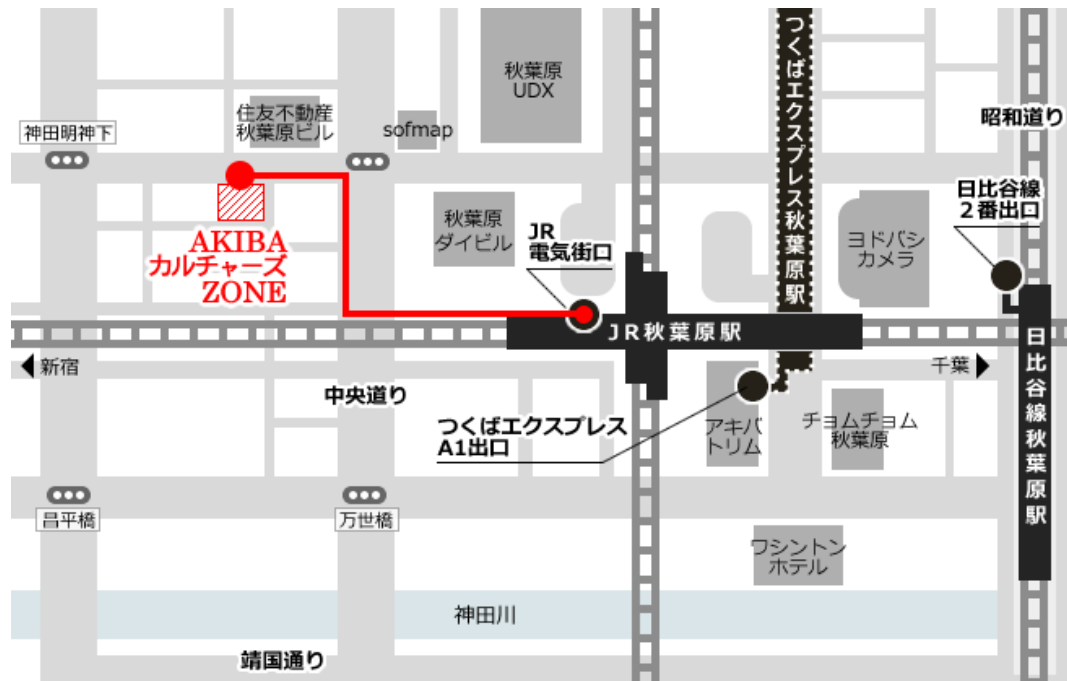 つくばエクスプレス秋葉原駅
秋葉原
UDX
住友不動産
秋葉原ビル
sofmap
昭和道り
神田明神下
日比谷線
２番出口
秋葉原
ダイビル
JR
電気街口
ヨドバシ
カメラ
AKIBA
カルチャーズ
ZONE
JR秋葉原駅
新宿
千葉
日比谷線秋葉原駅
中央道り
つくばエクスプレス
A1出口
アキバ
トリム
チョムチョム
秋葉原
昌平橋
万世橋
ワシントン
ホテル
神田川
靖国通り